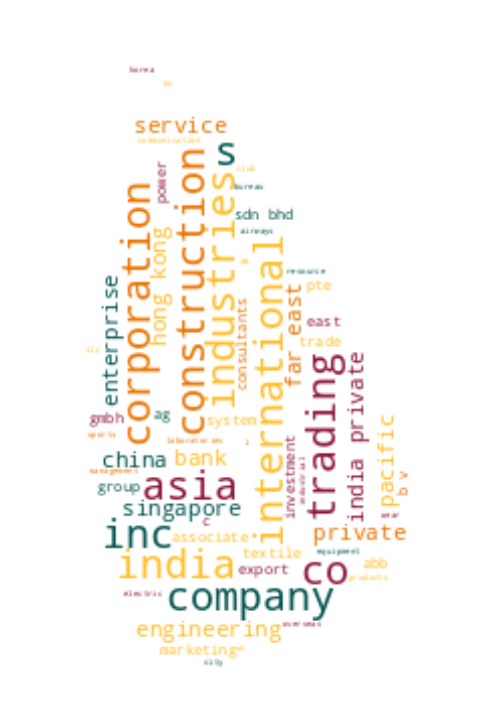 korea
service
communications
s
club
power
bureau
sdn bhd
airways
corporation
construction
industries
hong kong
international
resource
pte
enterprise
consultants
far east
east
trade
llc
trading
india private
gmbh
ag
system
pacific
sports
laboratories
l
china
bank
investment
industrial
management
group
asia
b v
singapore
c
near
inc
associate
private
textile
equipment
india
export
co
abb
products
electric
company
engineering
overseas
marketing
city